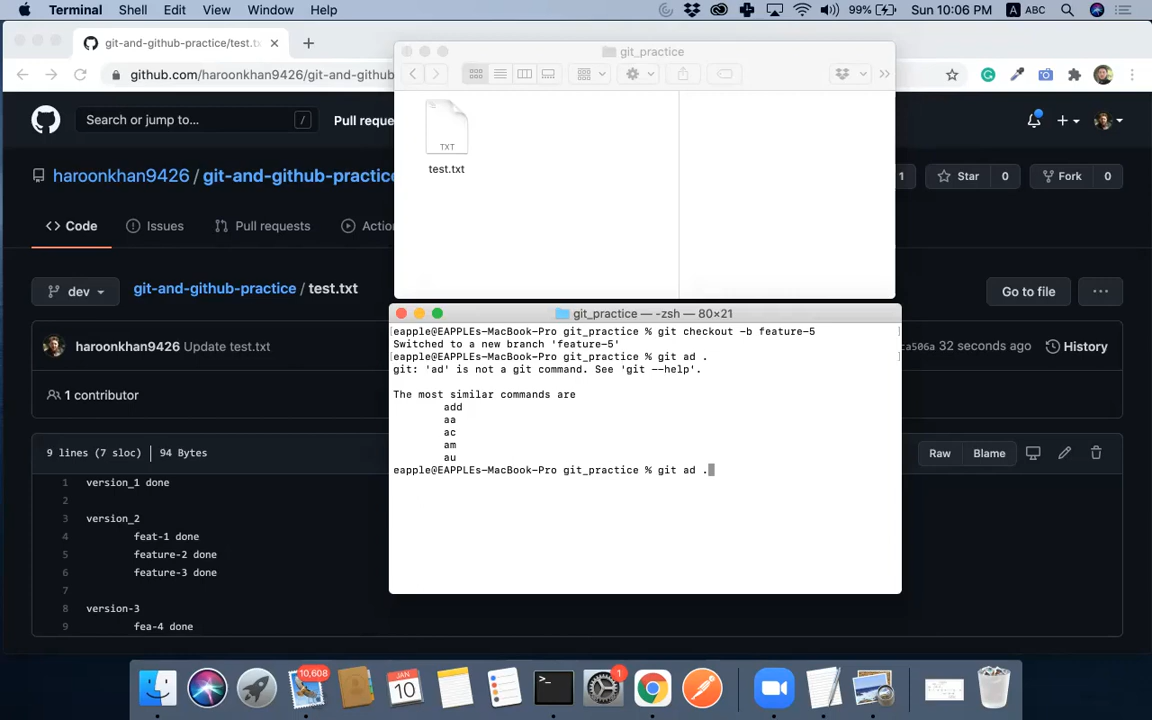 Terminal Shell Edit View Window Help 99% Sun 10:06 PM A ABC
git-and-github-practice/test.tx
github.com/haroonkhan9426/git-and-githu
git_practice
Search or jump to... /
Pull reque
TXT
test.txt
haroonkhan9426 / git-and-github-practice
1 Star 0 Fork 0
Code Issues Pull requests Action
dev git-and-github-practice / test.txt Go to file ...
haroonkhan9426 Update test.txt
ca506a 32 seconds ago History
1 contributor
9 lines (7 sloc) 94 Bytes
Raw Blame
1 version_1 done
2
3 version_2
4 feat-1 done
5 feature-2 done
6 feature-3 done
7
8 version-3
9 fea-4 done
git_practice — -zsh — 80×21
[eapple@EAPPLEs-MacBook-Pro git_practice % git checkout -b feature-5 ]
Switched to a new branch 'feature-5'
[eapple@EAPPLEs-MacBook-Pro git_practice % git ad . ]
git: 'ad' is not a git command. See 'git --help'.
The most similar commands are
add
aa
ac
am
au
eapple@EAPPLEs-MacBook-Pro git_practice % git ad .
10,608
JAN
10
1